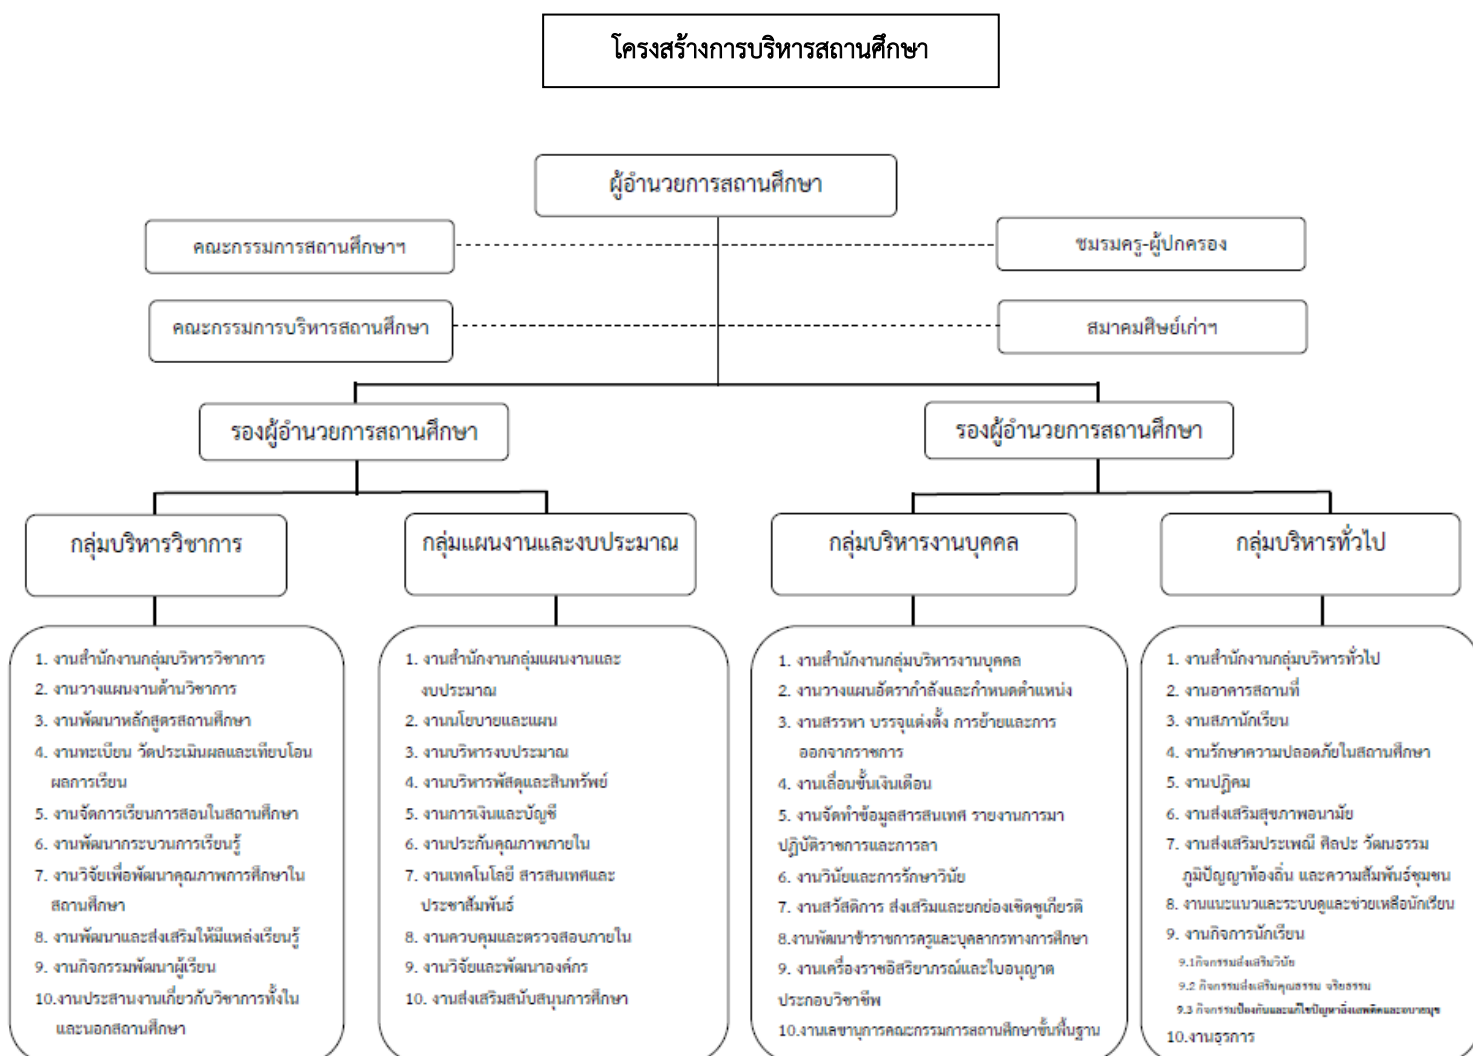 โครงสร้างการบริหารสถานศึกษา
ผู้อำนวยการสถานศึกษา
คณะกรรมการสถานศึกษาฯ
ชมรมครู-ผู้ปกครอง
คณะกรรมการบริหารสถานศึกษา
สมาคมศิษย์เก่าฯ
รองผู้อำนวยการสถานศึกษา
รองผู้อำนวยการสถานศึกษา
กลุ่มบริหารวิชาการ
กลุ่มแผนงานและงบประมาณ
กลุ่มบริหารงานบุคคล
กลุ่มบริหารทั่วไป
1. งานสำนักงานกลุ่มบริหารวิชาการ
2. งานวางแผนงานด้านวิชาการ
3. งานพัฒนาหลักสูตรสถานศึกษา
4. งานทะเบียน วัดประเมินผลและเทียบโอน
ผลการเรียน
5. งานจัดการเรียนการสอนในสถานศึกษา
6. งานพัฒนากระบวนการเรียนรู้
7. งานวิจัยเพื่อพัฒนาคุณภาพการศึกษาใน
สถานศึกษา
8. งานพัฒนาและส่งเสริมให้มีแหล่งเรียนรู้
9. งานกิจกรรมพัฒนาผู้เรียน
10.งานประสานงานเกี่ยวกับวิชาการทั้งใน
และนอกสถานศึกษา
1. งานสำนักงานกลุ่มแผนงานและ
งบประมาณ
2. งานนโยบายและแผน
3. งานบริหารงบประมาณ
4. งานบริหารพัสดุและสินทรัพย์
5. งานการเงินและบัญชี
6. งานประกันคุณภาพภายใน
7. งานเทคโนโลยี สารสนเทศและ
ประชาสัมพันธ์
8. งานควบคุมและตรวจสอบภายใน
9. งานวิจัยและพัฒนาองค์กร
10. งานส่งเสริมสนับสนุนการศึกษา
1. งานสำนักงานกลุ่มบริหารงานบุคคล
2. งานวางแผนอัตรากำลังและกำหนดตำแหน่ง
3. งานสรรหา บรรจุแต่งตั้ง การย้ายและการ
ออกจากราชการ
4. งานเลื่อนขั้นเงินเดือน
5. งานจัดทำข้อมูลสารสนเทศ รายงานการมา
ปฏิบัติราชการและการลา
6. งานวินัยและการรักษาวินัย
7. งานสวัสดิการ ส่งเสริมและยกย่องเชิดชูเกียรติ
8.งานพัฒนาข้าราชการครูและบุคลากรทางการศึกษา
9. งานเครื่องราชอิสริยาภรณ์และใบอนุญาต
ประกอบวิชาชีพ
10.งานเลขานุการคณะกรรมการสถานศึกษาขั้นพื้นฐาน
1. งานสำนักงานกลุ่มบริหารทั่วไป
2. งานอาคารสถานที่
3. งานสภานักเรียน
4. งานรักษาความปลอดภัยในสถานศึกษา
5. งานปฏิคม
6. งานส่งเสริมสุขภาพอนามัย
7. งานส่งเสริมประเพณี ศิลปะ วัฒนธรรม
ภูมิปัญญาท้องถิ่น และความสัมพันธ์ชุมชน
8. งานแนะแนวและระบบดูและช่วยเหลือนักเรียน
9. งานกิจการนักเรียน
9.1กิจกรรมส่งเสริมวินัย
9.2 กิจกรรมส่งเสริมคุณธรรม จริยธรรม
9.3 กิจกรรมป้องกันและแก้ไขปัญหาสิ่งเสพติดและอบายมุข
10.งานธุรการ